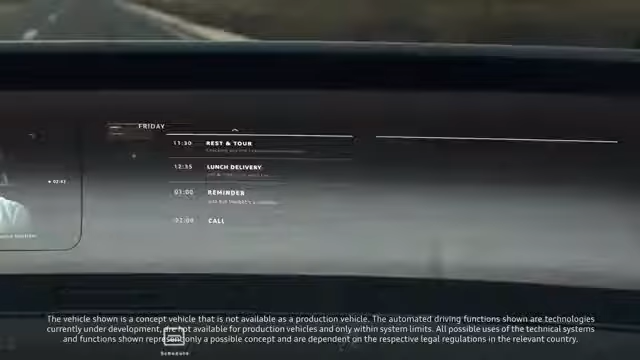 FRIDAY
11:30 REST & TOUR
12:35 LUNCH DELIVERY
01:00 REMINDER
02:00 CALL
02:43
The vehicle shown is a concept vehicle that is not available as a production vehicle. The automated driving functions shown are technologies
currently under development, are not available for production vehicles and only within system limits. All possible uses of the technical systems
and functions shown represent only a possible concept and are dependent on the respective legal regulations in the relevant country.
Schedule